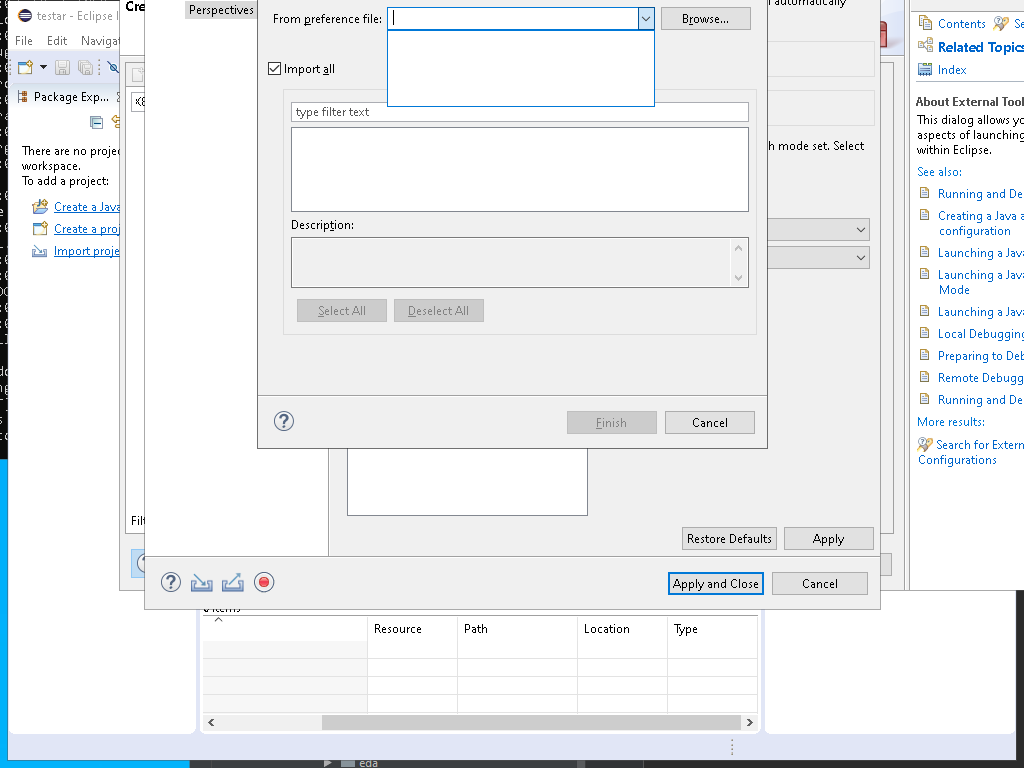 testar - Eclipse
File Edit Naviga
Package Exp...
There are no proje
workspace.
To add a project:
Create a Java
Create a proj
Import proje
Cre
Perspectives
From preference file:
Browse...
Import all
type filter text
Description:
Select All
Deselect All
Finish
Cancel
automatically
h mode set. Select
Restore Defaults
Apply
Apply and Close
Cancel
Filt
Resource
Path
Location
Type
Contents
Se
Related Topics
Index
About External Tool
This dialog allows yo
aspects of launching
within Eclipse.
See also:
Running and De
Creating a Java a
configuration
Launching a Java
Launching a Java
Mode
Launching a Java
Local Debugging
Preparing to Deb
Remote Debugg
Running and De
More results:
Search for Extern
Configurations
eda